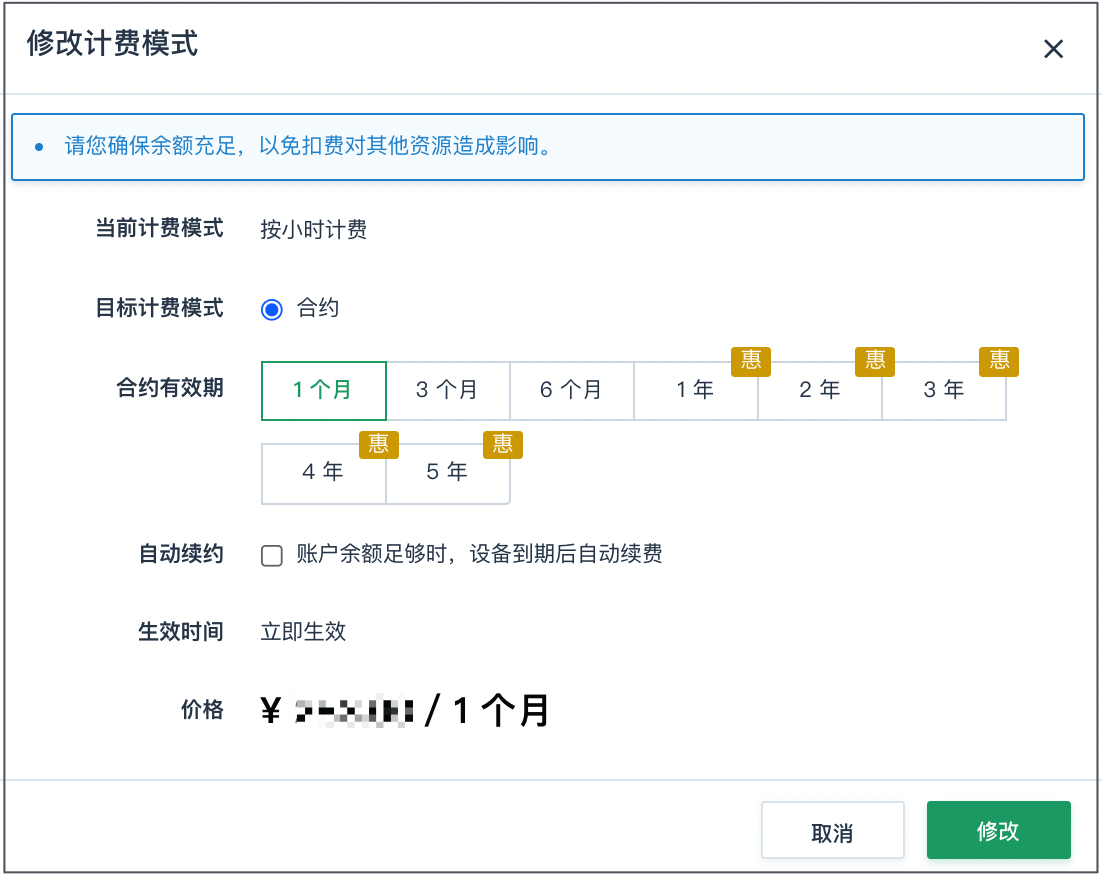 修改计费模式
请您确保余额充足，以免扣费对其他资源造成影响。
当前计费模式 按小时计费
目标计费模式 合约
惠 惠 惠
合约有效期 1 个月 3 个月 6 个月 1 年 2 年 3 年
惠 惠
4 年 5 年
自动续约 账户余额足够时，设备到期后自动续费
生效时间 立即生效
价格 ¥ / 1 个月
取消 修改